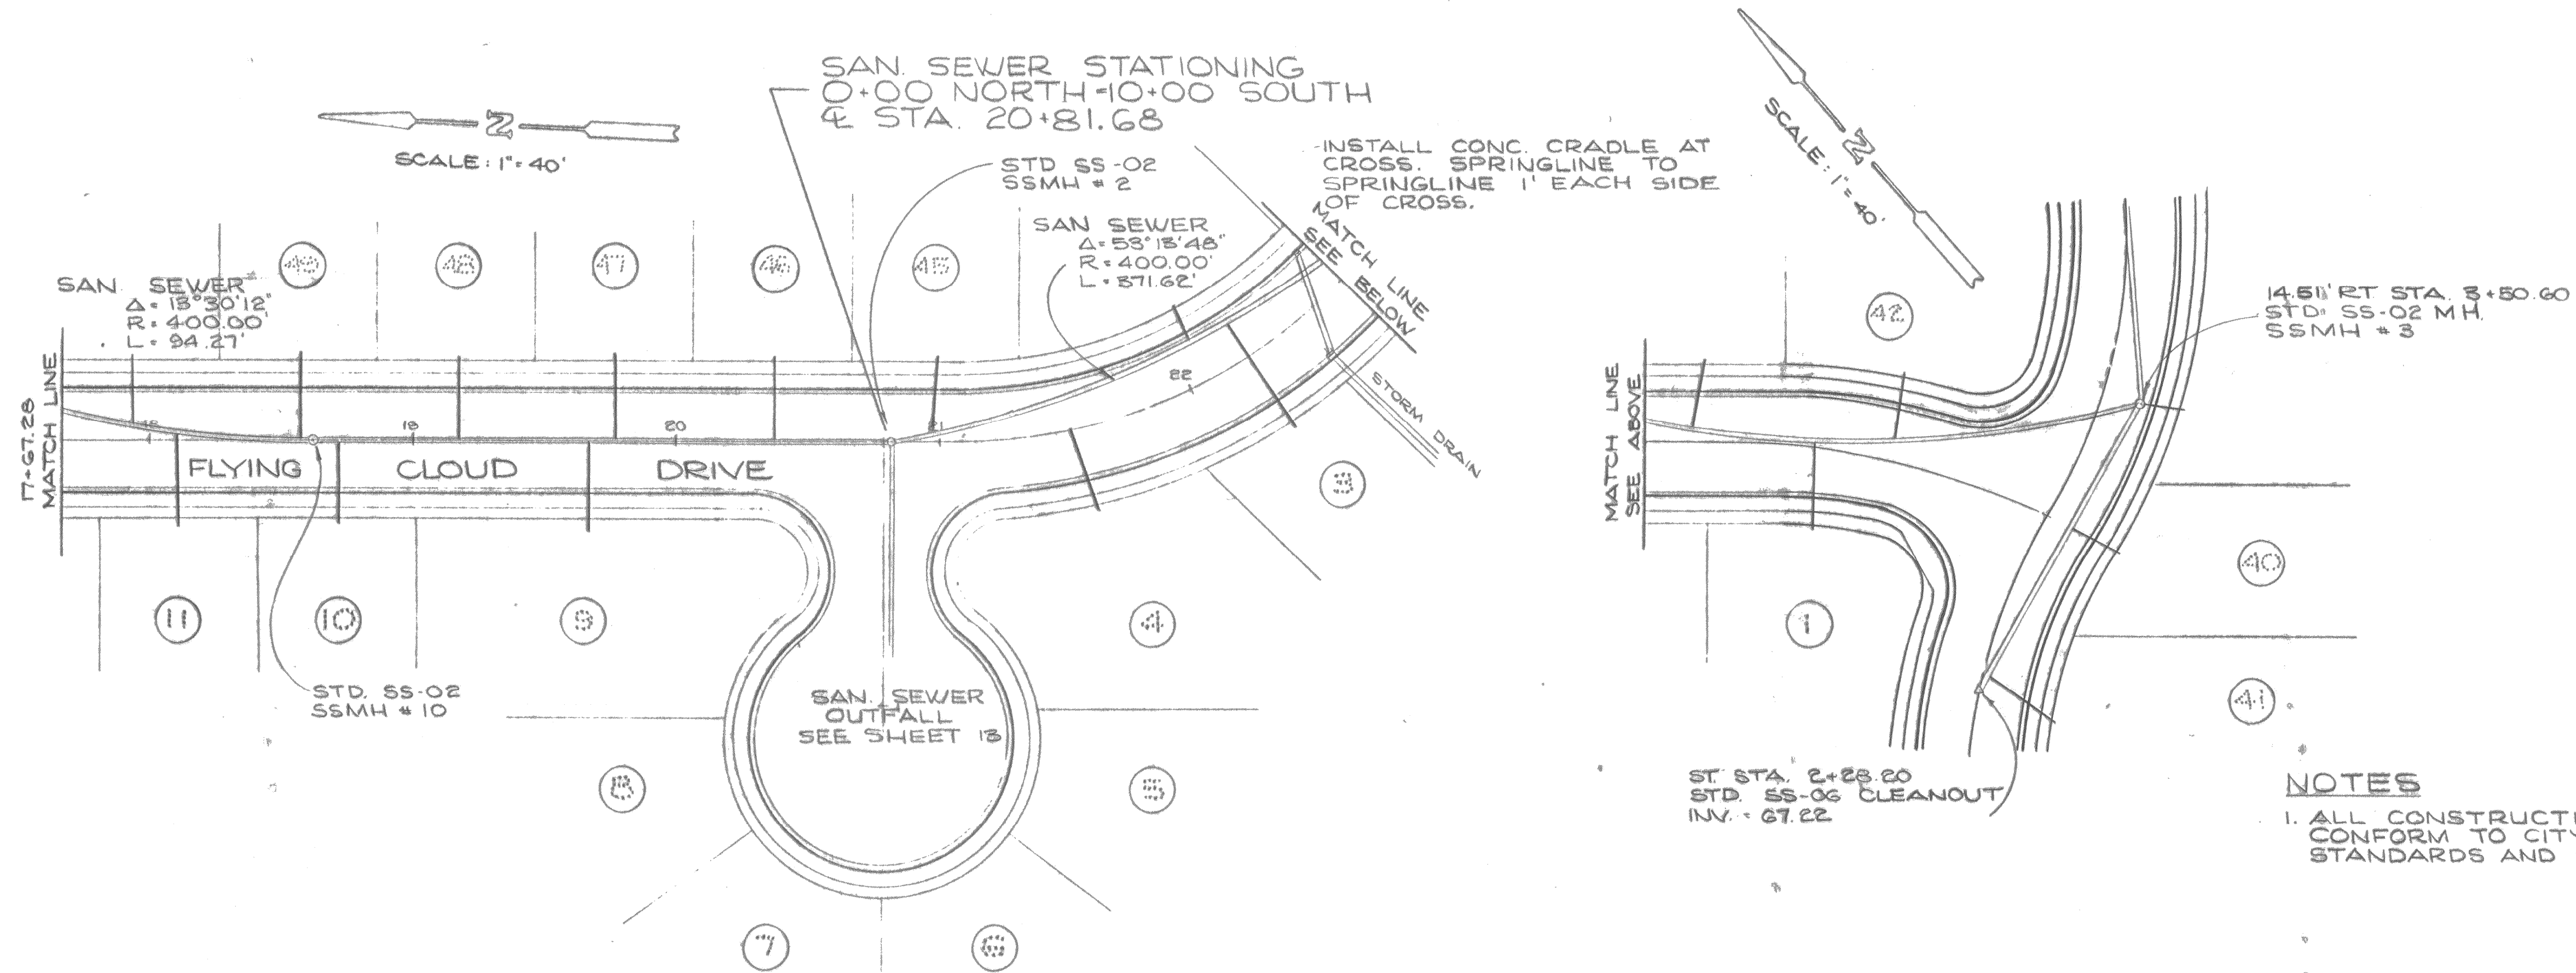 SAN. SEWER STATIONING
0+00 NORTH=10+00 SOUTH
℄ STA. 20+81.68
N
SCALE: 1"= 40'
STD SS-02
SSMH # 2
INSTALL CONC. CRADLE AT
CROSS. SPRINGLINE TO
SPRINGLINE 1' EACH SIDE
OF CROSS.
SAN SEWER
Δ= 53°13'48"
R= 400.00'
L= 371.62'
MATCH LINE
SEE BELOW
49
48
47
46
45
SAN. SEWER
Δ= 13°30'12"
R= 400.00'
L= 94.27'
17+67.28
MATCH LINE
18
19
20
21
22
FLYING CLOUD DRIVE
STORM DRAIN
3
11
10
9
4
STD. SS-02
SSMH # 10
SAN. SEWER
OUTFALL
SEE SHEET 13
8
5
7
6
N
SCALE: 1"= 40'
42
14.51' RT STA. 3+50.60
STD. SS-02 MH.
SSMH # 3
MATCH LINE
SEE ABOVE
40
1
41
ST. STA. 2+28.20
STD. SS-06 CLEANOUT
INV. = 67.22
NOTES
1. ALL CONSTRUCTI
CONFORM TO CITY
STANDARDS AND